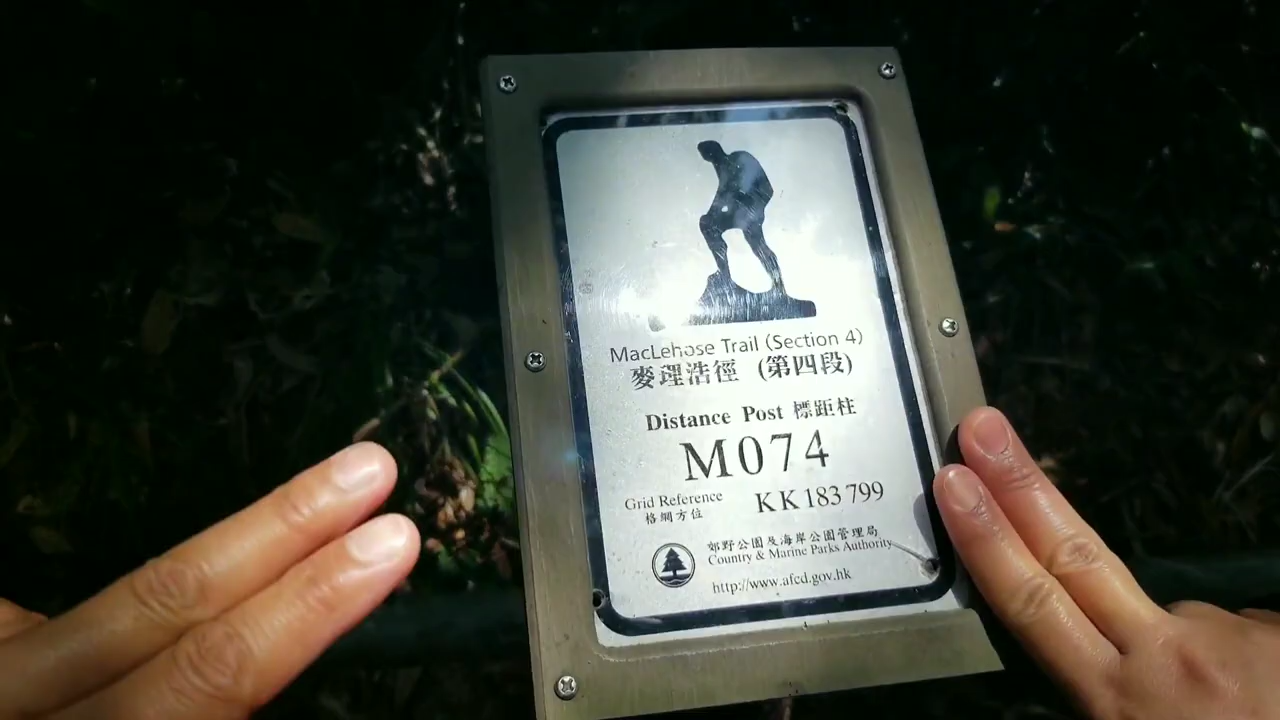 MacLehose Trail (Section 4)
麥理浩徑 (第四段)
Distance Post 標距柱
M074
Grid Reference KK 183 799
格網方位
郊野公園及海岸公園管理局
Country & Marine Parks Authority
http://www.afcd.gov.hk